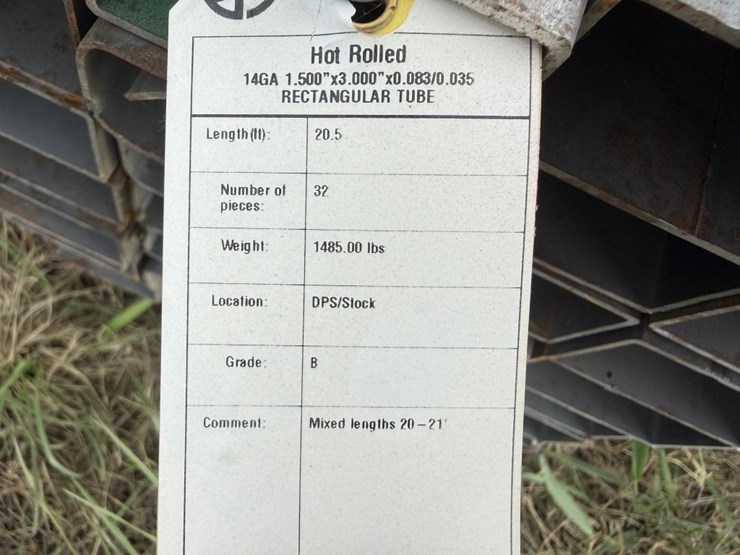 Hot Rolled
14GA 1.500"x3.000"x0.083/0.035
RECTANGULAR TUBE
Length(ft): 20.5
Number of pieces: 32
Weight: 1485.00 lbs
Location: DPS/Stock
Grade: B
Comment: Mixed lengths 20-21'